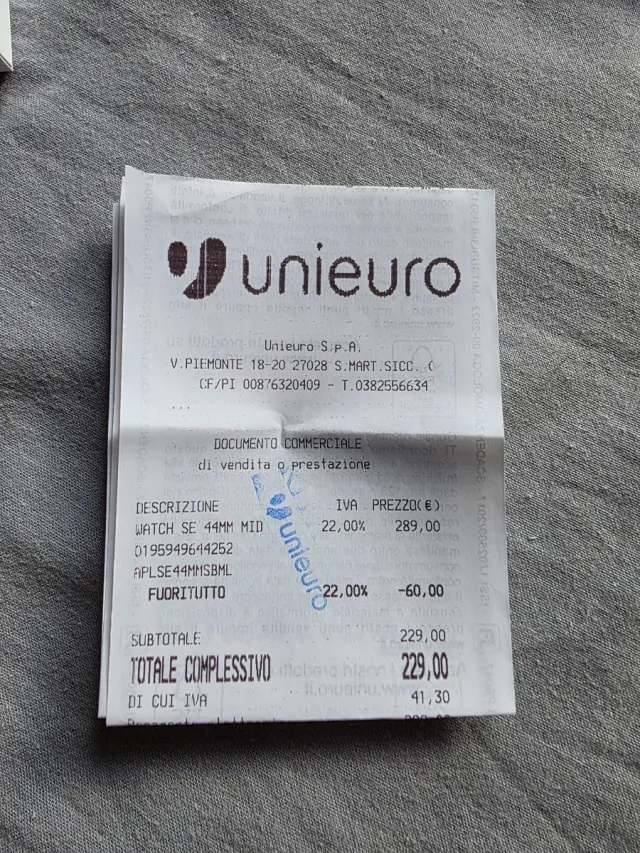 unieuro
Unieuro S.p.A.
V.PIEMONTE 18-20 27028 S.MART.SICC. (
CF/PI 00876320409 - T.0382556634
...
DOCUMENTO COMMERCIALE
di vendita o prestazione
DESCRIZIONE IVA PREZZO(€)
WATCH SE 44MM MID 22,00% 289,00
0195949644252
APLSE44MMSBML
FUORITUTTO 22,00% -60,00
unieuro
SUBTOTALE 229,00
TOTALE COMPLESSIVO 229,00
DI CUI IVA 41,30